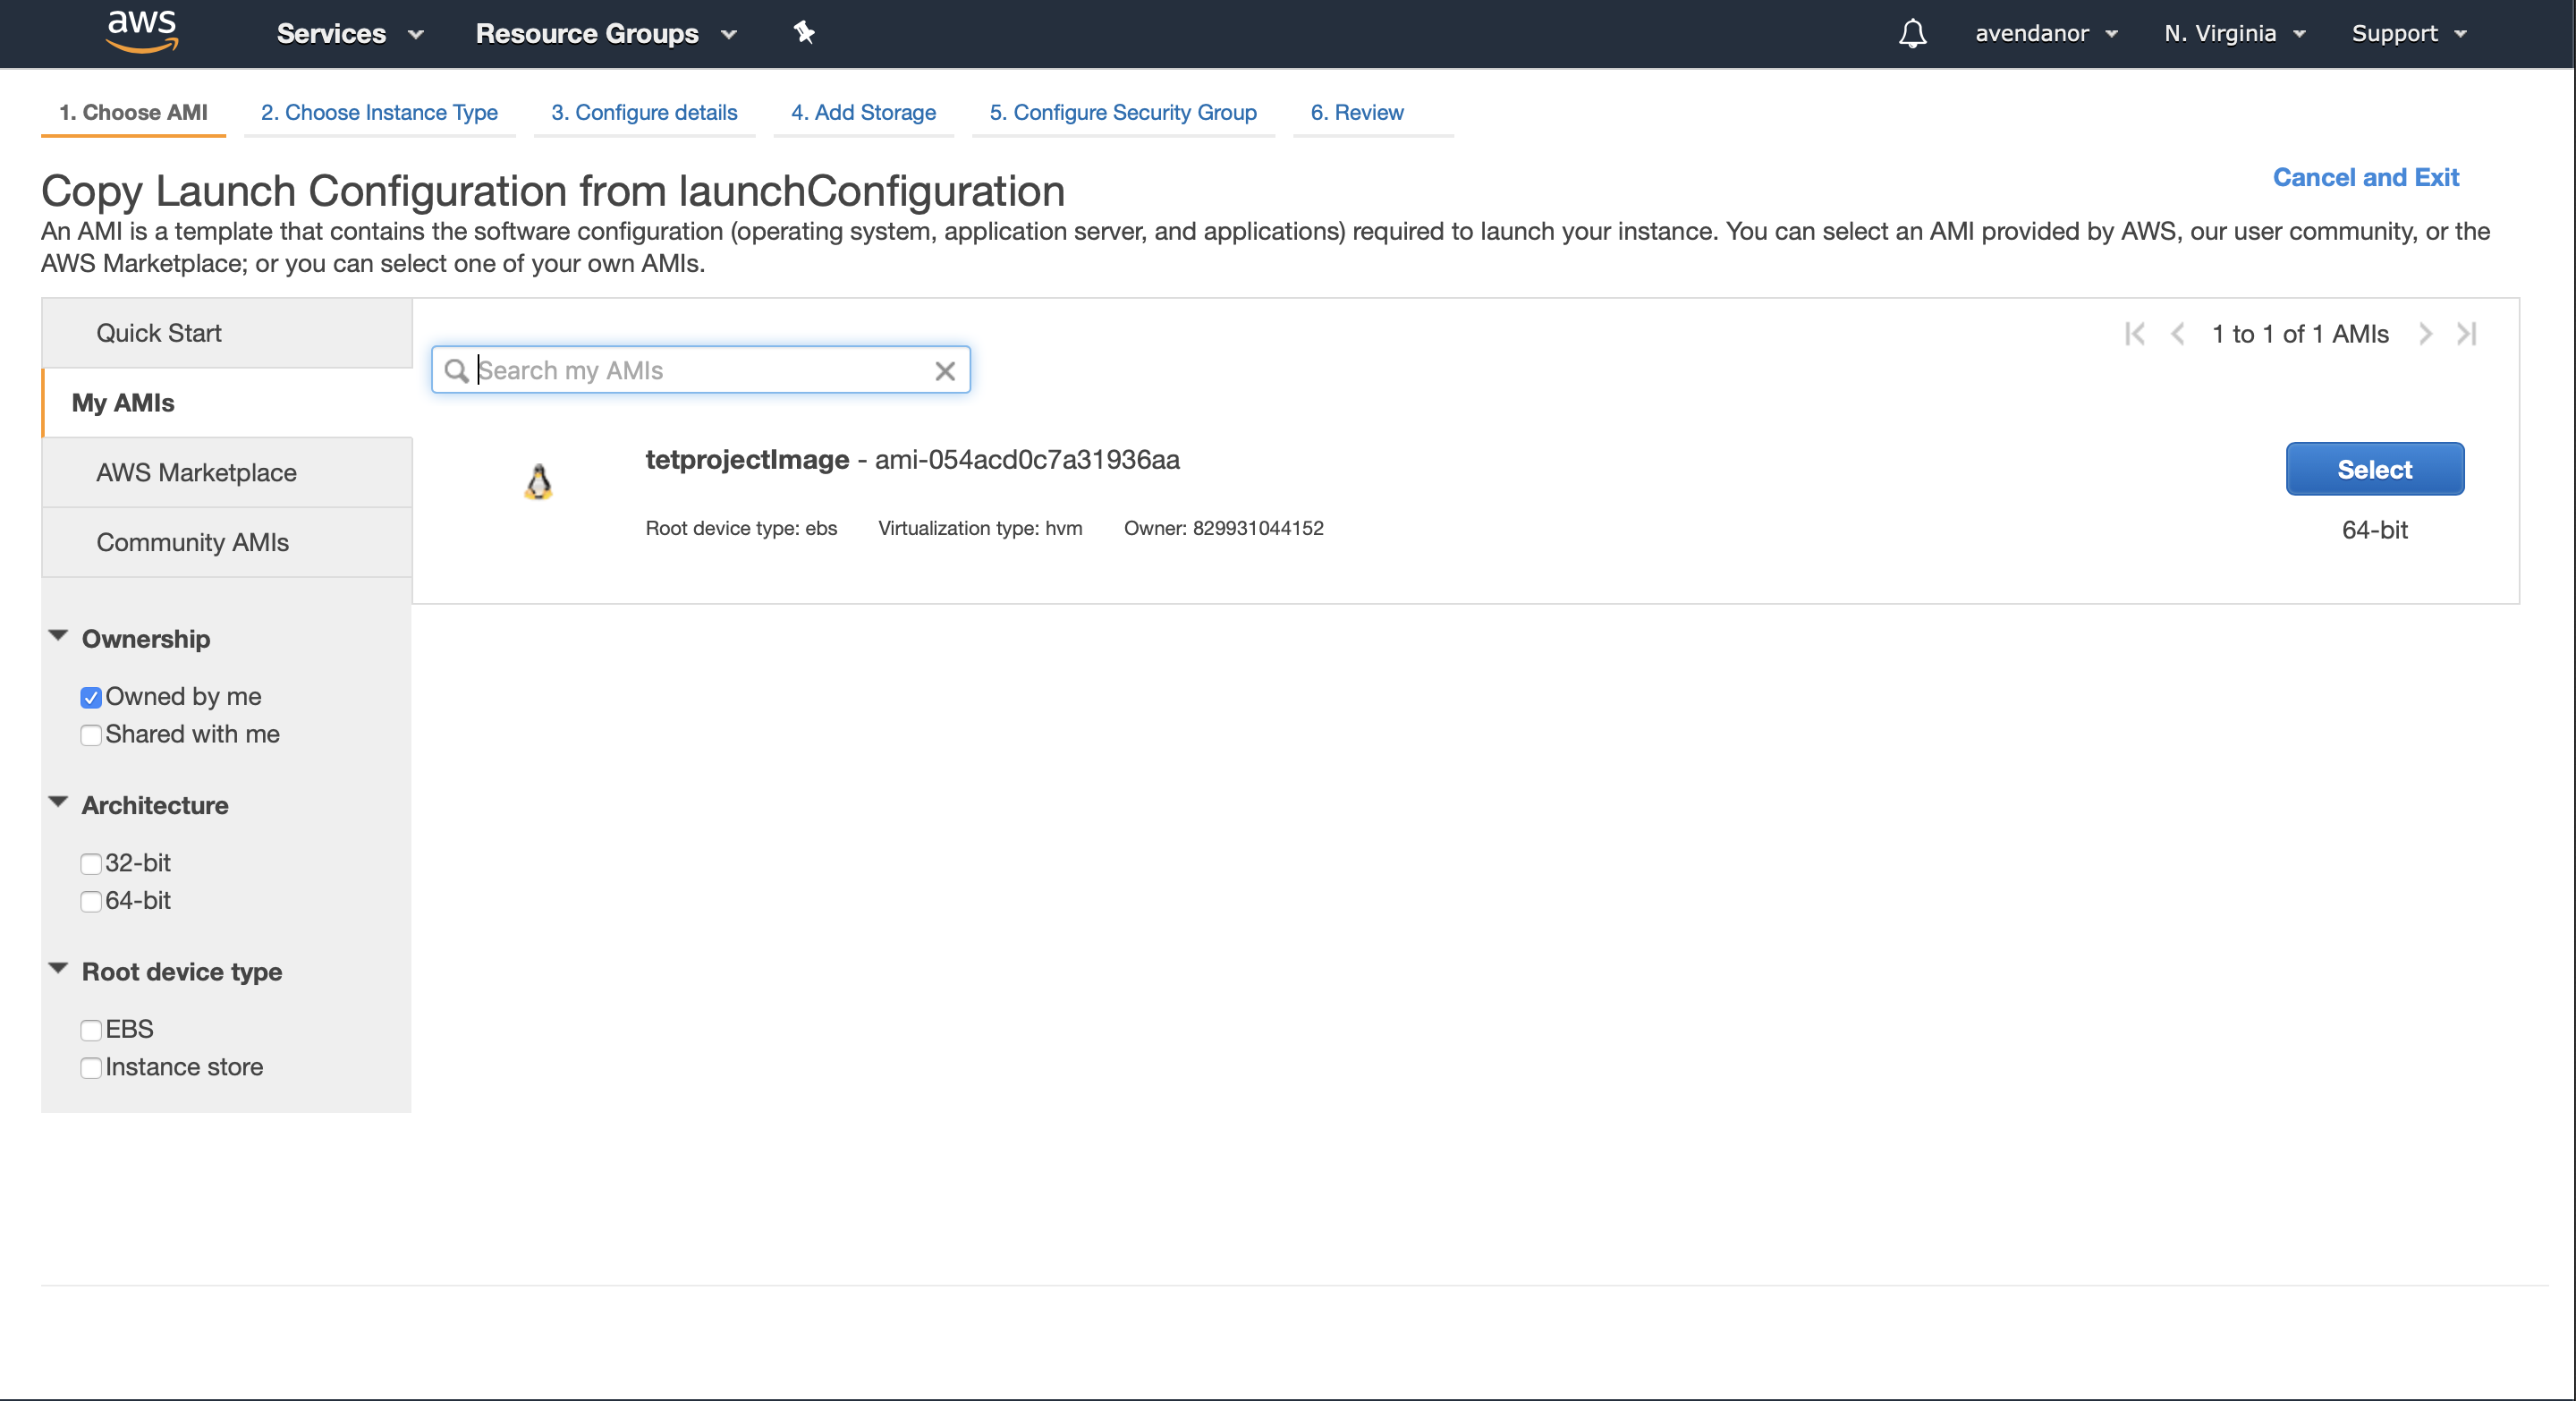 aws Services Resource Groups avendanor N. Virginia Support
1. Choose AMI 2. Choose Instance Type 3. Configure details 4. Add Storage 5. Configure Security Group 6. Review
Copy Launch Configuration from launchConfiguration
Cancel and Exit
An AMI is a template that contains the software configuration (operating system, application server, and applications) required to launch your instance. You can select an AMI provided by AWS, our user community, or the
AWS Marketplace; or you can select one of your own AMIs.
Quick Start
My AMIs
AWS Marketplace
Community AMIs
Ownership
Owned by me
Shared with me
Architecture
32-bit
64-bit
Root device type
EBS
Instance store
1 to 1 of 1 AMIs
Search my AMIs
tetprojectImage - ami-054acd0c7a31936aa
Select
Root device type: ebs Virtualization type: hvm Owner: 829931044152
64-bit